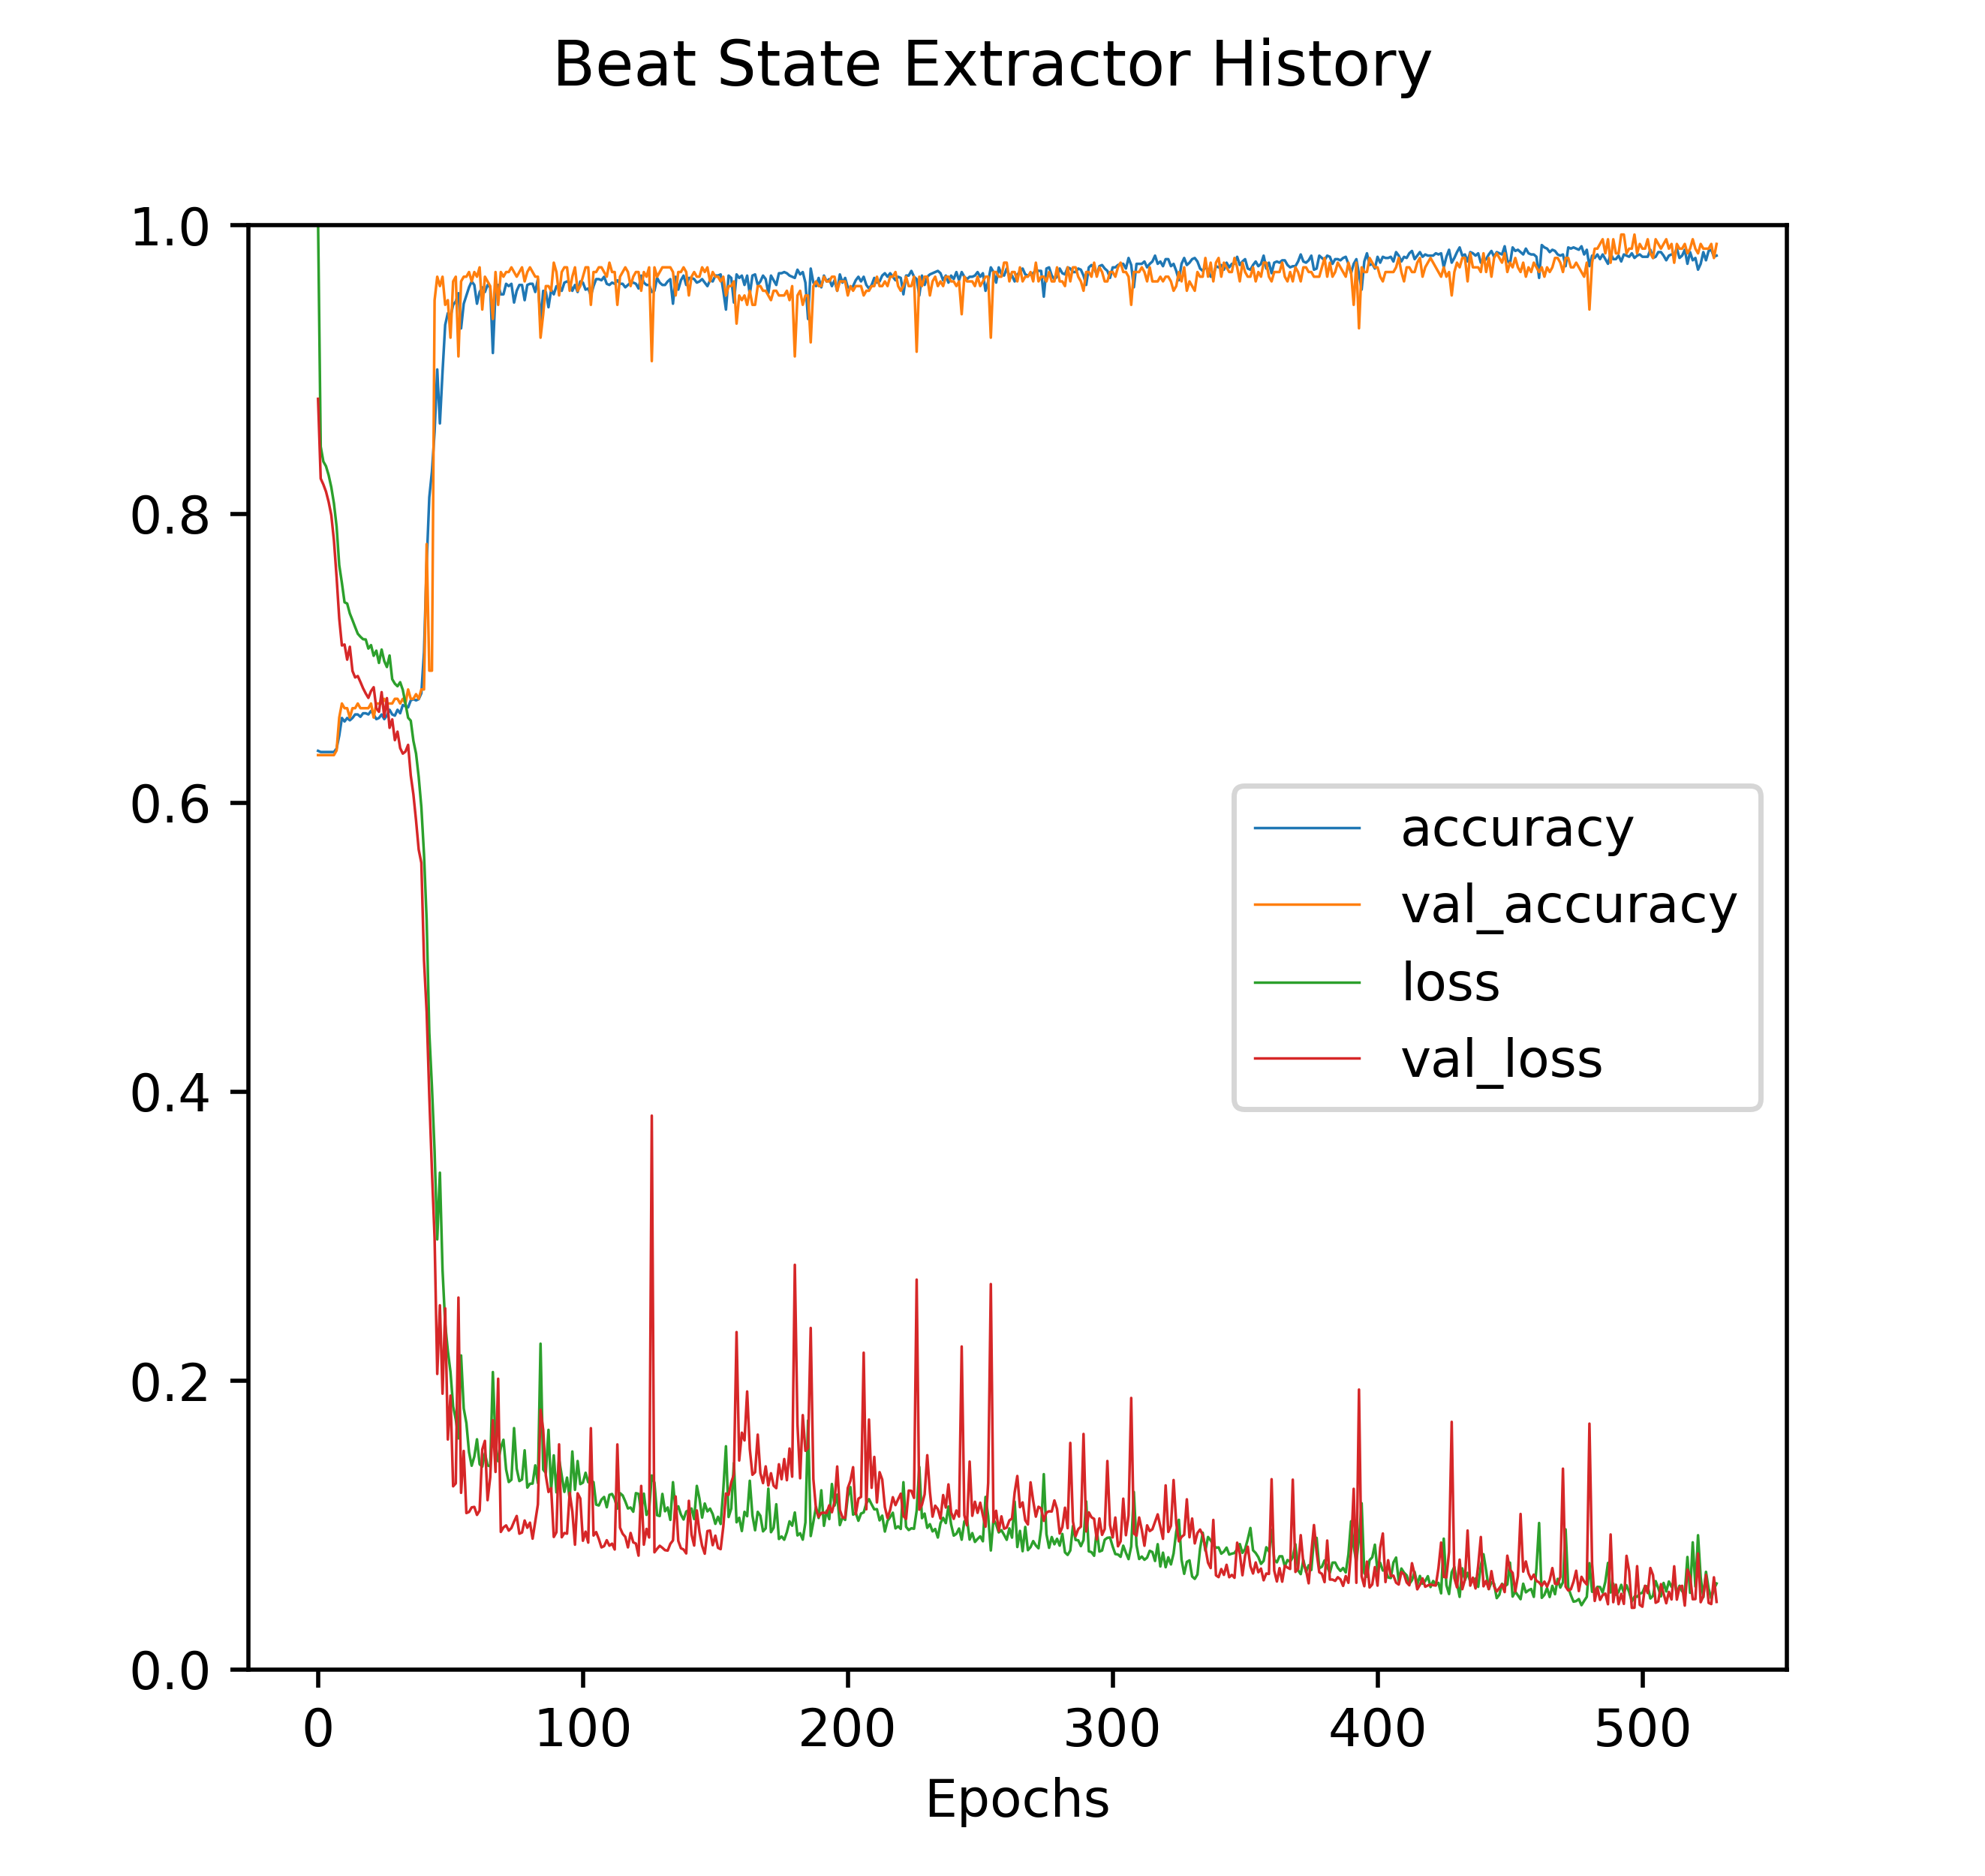 Beat State Extractor History
1.0
0.8
0.6
0.4
0.2
0.0
accuracy
val_accuracy
loss
val_loss
0 100 200 300 400 500
Epochs